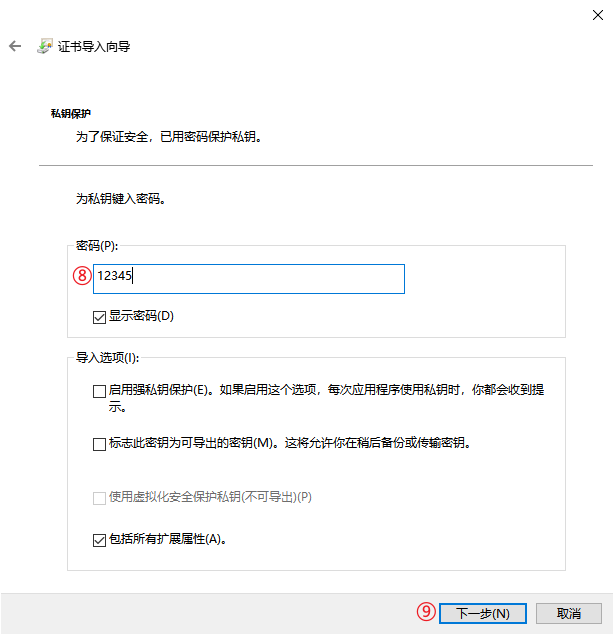 证书导入向导
私钥保护
为了保证安全，已用密码保护私钥。
为私钥键入密码。
密码(P):
⑧ 12345
显示密码(D)
导入选项(I):
启用强私钥保护(E)。如果启用这个选项，每次应用程序使用私钥时，你都会收到提
示。
标志此密钥为可导出的密钥(M)。这将允许你在稍后备份或传输密钥。
使用虚拟化安全保护私钥(不可导出)(P)
包括所有扩展属性(A)。
⑨ 下一步(N) 取消